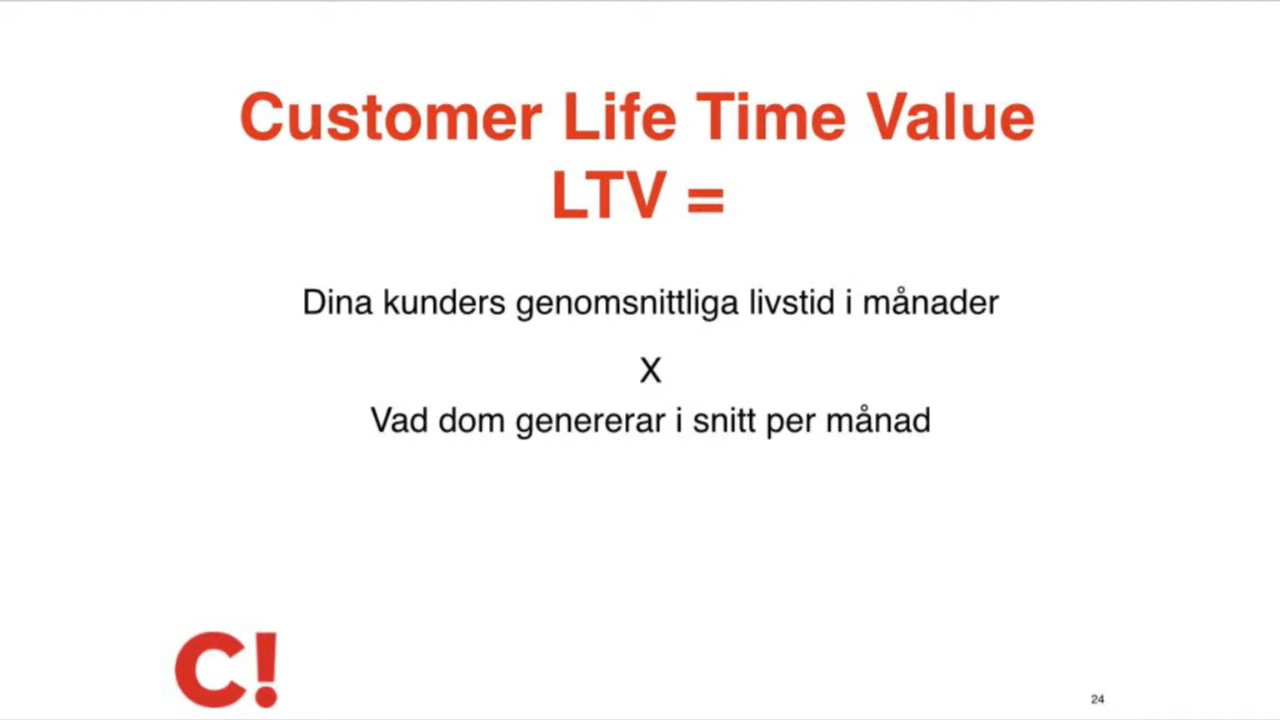 Customer Life Time Value
LTV =
Dina kunders genomsnittliga livstid i månader
X
Vad dom genererar i snitt per månad
C!
24